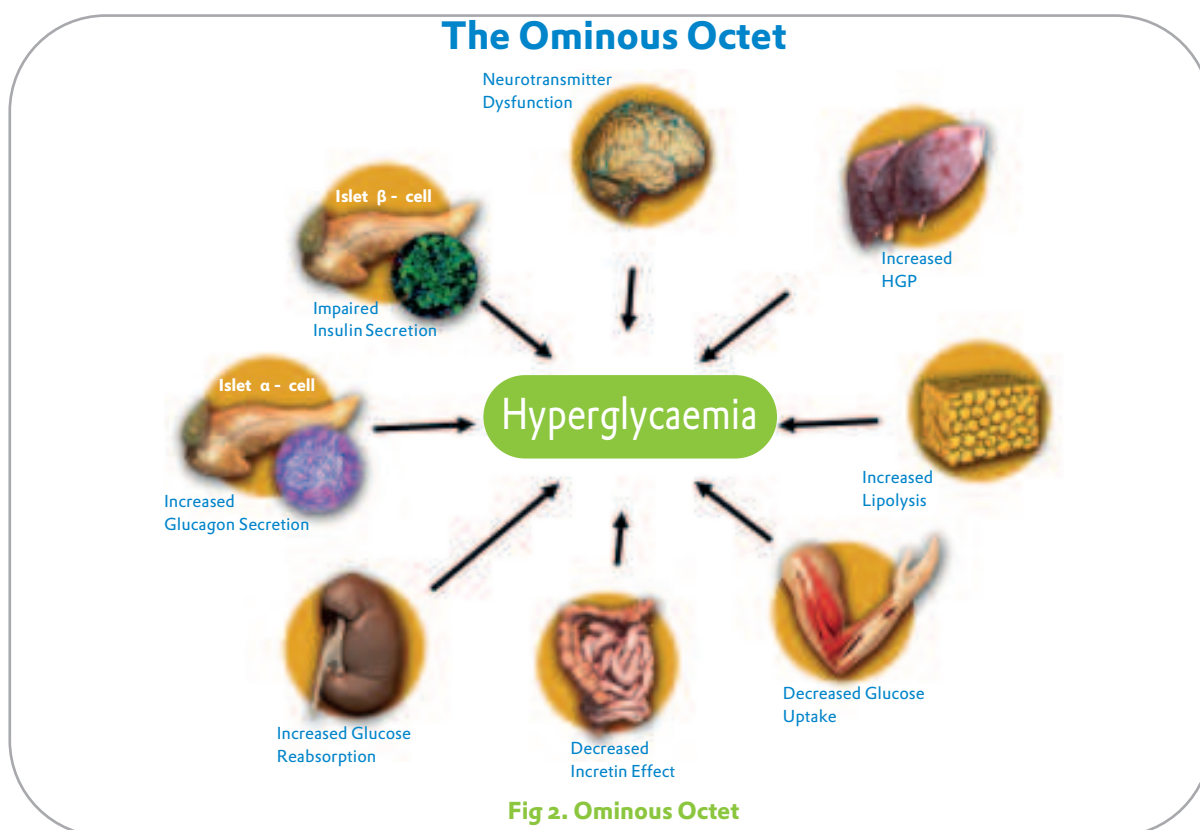 The Ominous Octet
Neurotransmitter
Dysfunction
Islet β - cell
Impaired
Insulin Secretion
Increased
HGP
Islet α - cell
Increased
Glucagon Secretion
Hyperglycaemia
Increased
Lipolysis
Increased Glucose
Reabsorption
Decreased
Incretin Effect
Decreased Glucose
Uptake
Fig 2. Ominous Octet